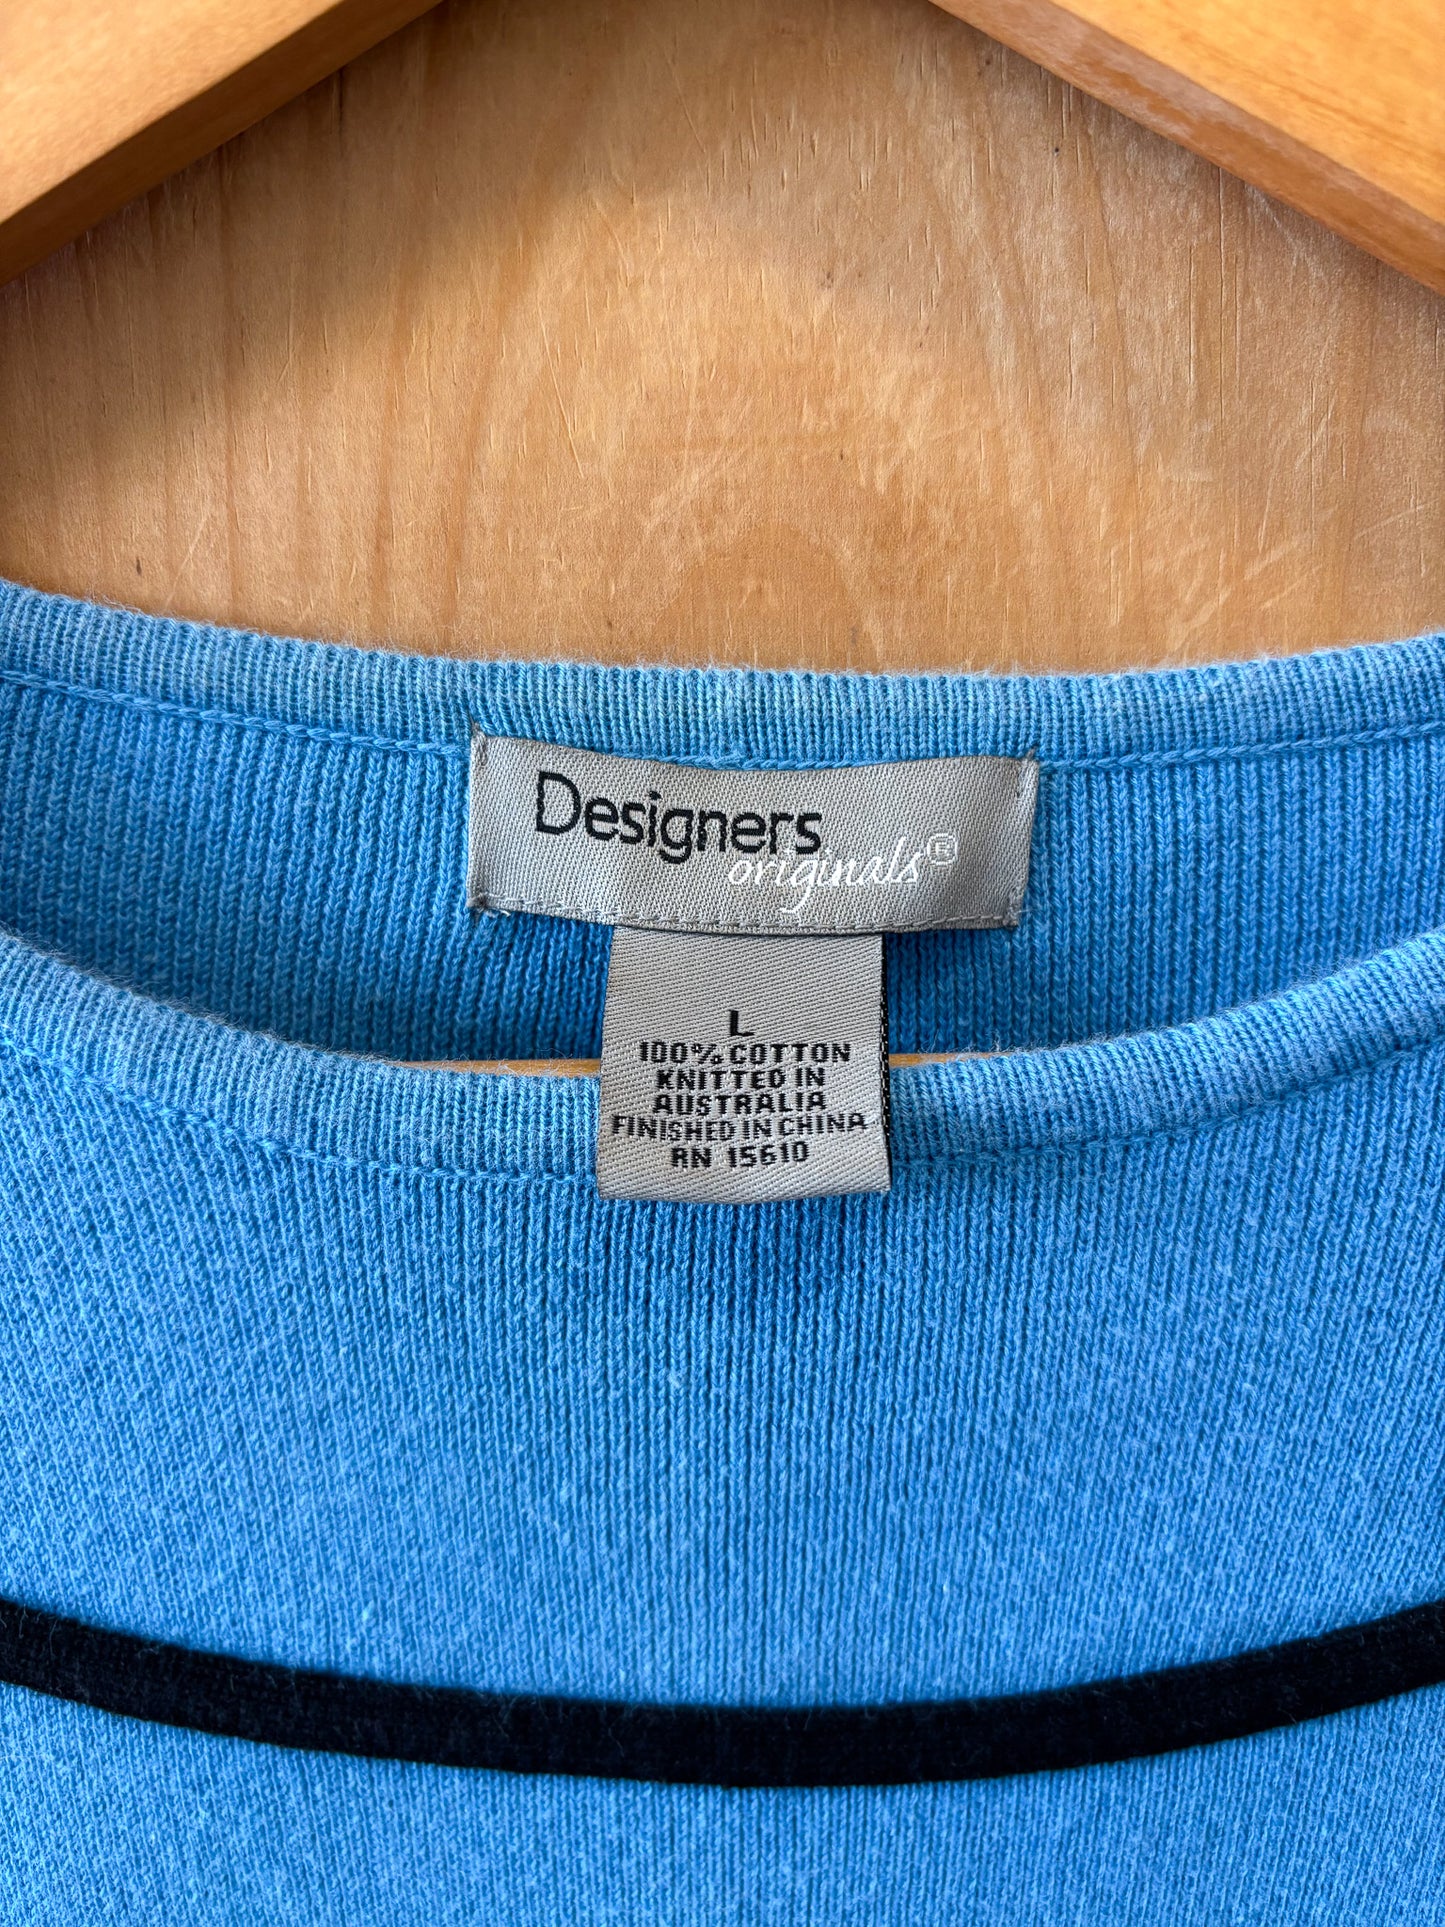 Designers
originals®
L
100% COTTON
KNITTED IN
AUSTRALIA
FINISHED IN CHINA
RN 15610